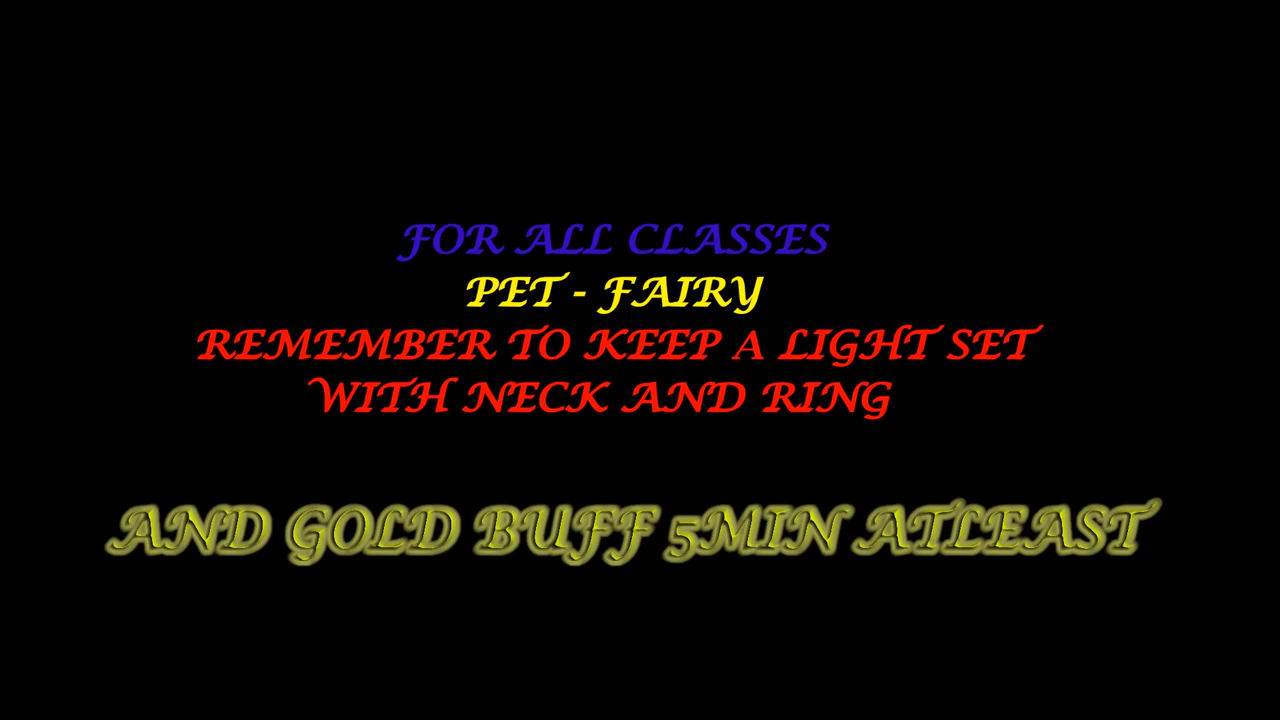 FOR ALL CLASSES
PET - FAIRY
REMEMBER TO KEEP A LIGHT SET
WITH NECK AND RING
AND GOLD BUFF 5MIN ATLEAST